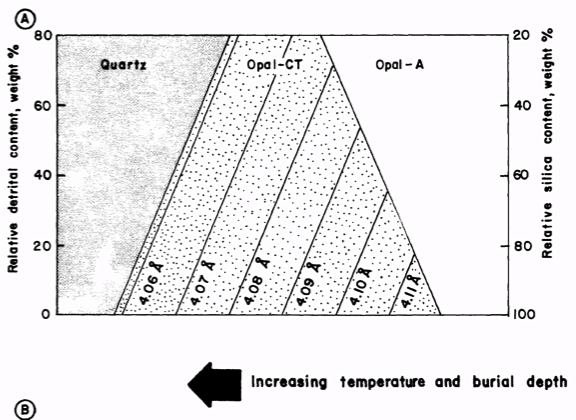 A
80
60
40
20
0
Relative detrital content, weight %
Quartz
Opal-CT
Opal-A
4.06 Å
4.07 Å
4.08 Å
4.09 Å
4.10 Å
4.11 Å
20
40
60
80
100
Relative silica content, weight %
Increasing temperature and burial depth
B